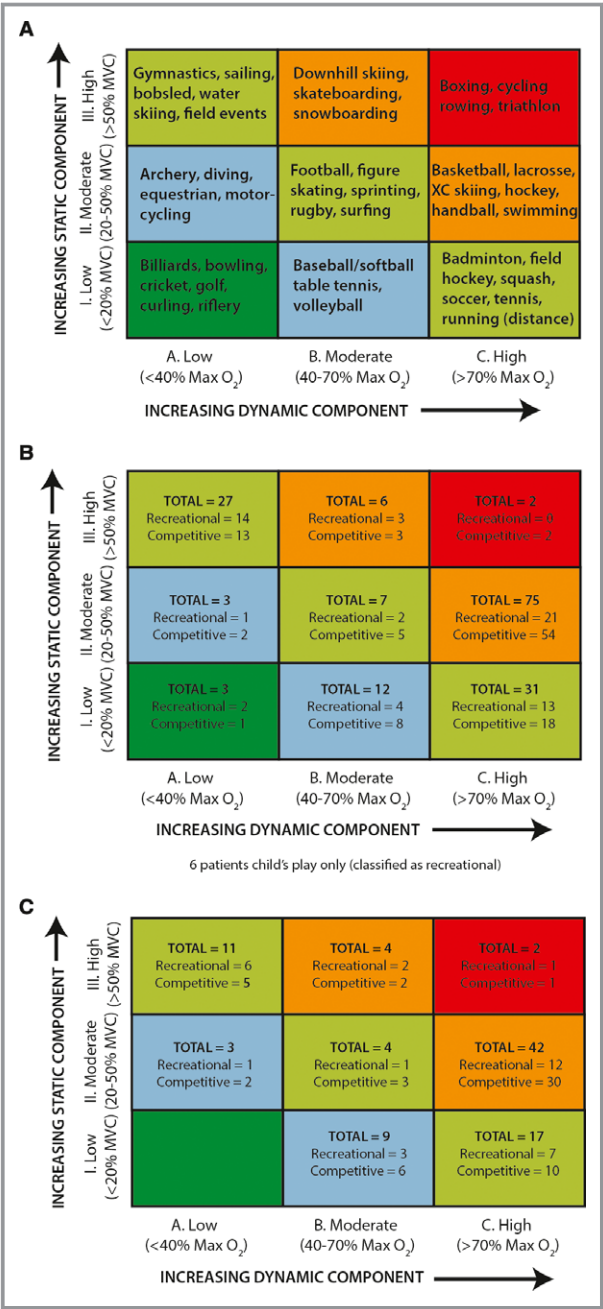 A
INCREASING STATIC COMPONENT
III. High
(>50% MVC)
II. Moderate
(20-50% MVC)
I. Low
(<20% MVC)
Gymnastics, sailing,
bobsled, water
skiing, field events
Downhill skiing,
skateboarding,
snowboarding
Boxing, cycling
rowing, triathlon
Archery, diving,
equestrian, motor-
cycling
Football, figure
skating, sprinting,
rugby, surfing
Basketball, lacrosse,
XC skiing, hockey,
handball, swimming
Billiards, bowling,
cricket, golf,
curling, riflery
Baseball/softball
table tennis,
volleyball
Badminton, field
hockey, squash,
soccer, tennis,
running (distance)
A. Low
(<40% Max O2)
B. Moderate
(40-70% Max O2)
C. High
(>70% Max O2)
INCREASING DYNAMIC COMPONENT
B
INCREASING STATIC COMPONENT
III. High
(>50% MVC)
II. Moderate
(20-50% MVC)
I. Low
(<20% MVC)
TOTAL = 27
Recreational = 14
Competitive = 13
TOTAL = 6
Recreational = 3
Competitive = 3
TOTAL = 2
Recreational = 0
Competitive = 2
TOTAL = 3
Recreational = 1
Competitive = 2
TOTAL = 7
Recreational = 2
Competitive = 5
TOTAL = 75
Recreational = 21
Competitive = 54
TOTAL = 3
Recreational = 2
Competitive = 1
TOTAL = 12
Recreational = 4
Competitive = 8
TOTAL = 31
Recreational = 13
Competitive = 18
A. Low
(<40% Max O2)
B. Moderate
(40-70% Max O2)
C. High
(>70% Max O2)
INCREASING DYNAMIC COMPONENT
6 patients child's play only (classified as recreational)
C
INCREASING STATIC COMPONENT
III. High
(>50% MVC)
II. Moderate
(20-50% MVC)
I. Low
(<20% MVC)
TOTAL = 11
Recreational = 6
Competitive = 5
TOTAL = 4
Recreational = 2
Competitive = 2
TOTAL = 2
Recreational = 1
Competitive = 1
TOTAL = 3
Recreational = 1
Competitive = 2
TOTAL = 4
Recreational = 1
Competitive = 3
TOTAL = 42
Recreational = 12
Competitive = 30
TOTAL = 9
Recreational = 3
Competitive = 6
TOTAL = 17
Recreational = 7
Competitive = 10
A. Low
(<40% Max O2)
B. Moderate
(40-70% Max O2)
C. High
(>70% Max O2)
INCREASING DYNAMIC COMPONENT